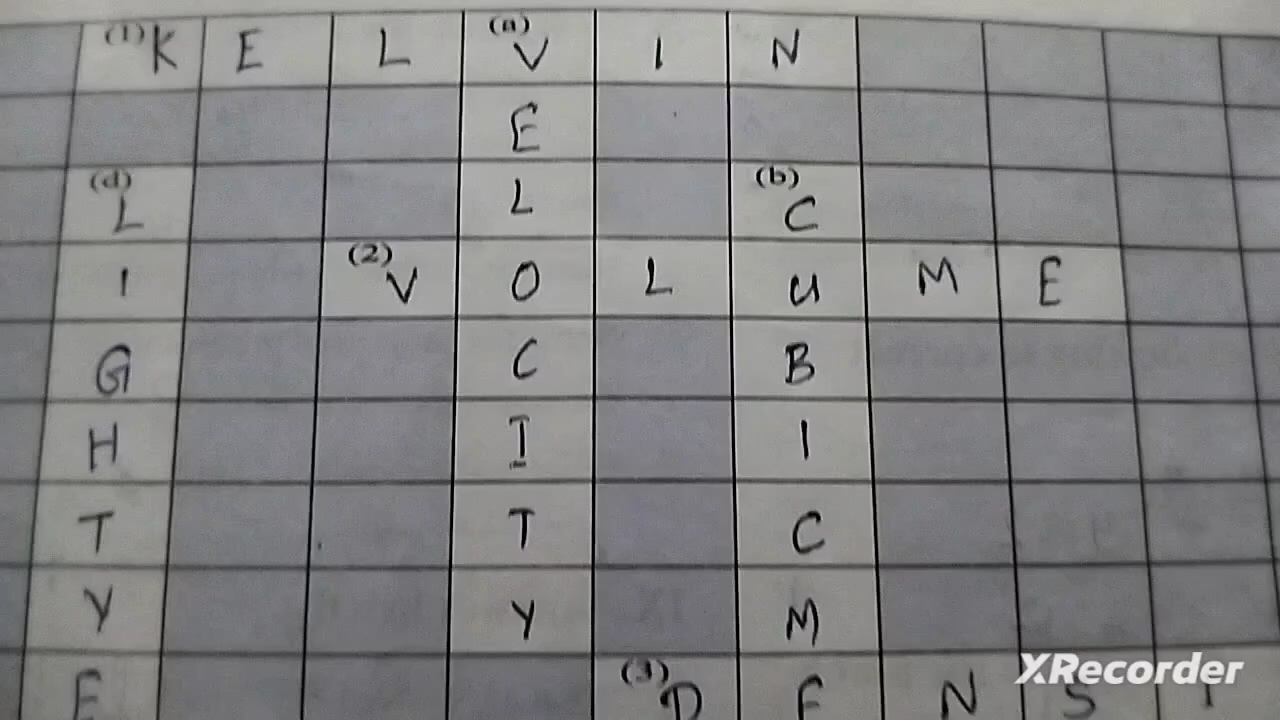 (1) K E L (a) V I N
E
(d) L L (b) C
I (2) V O L U M E
G C B
H I I
T T C
Y Y M
E (3) D E N S I
XRecorder